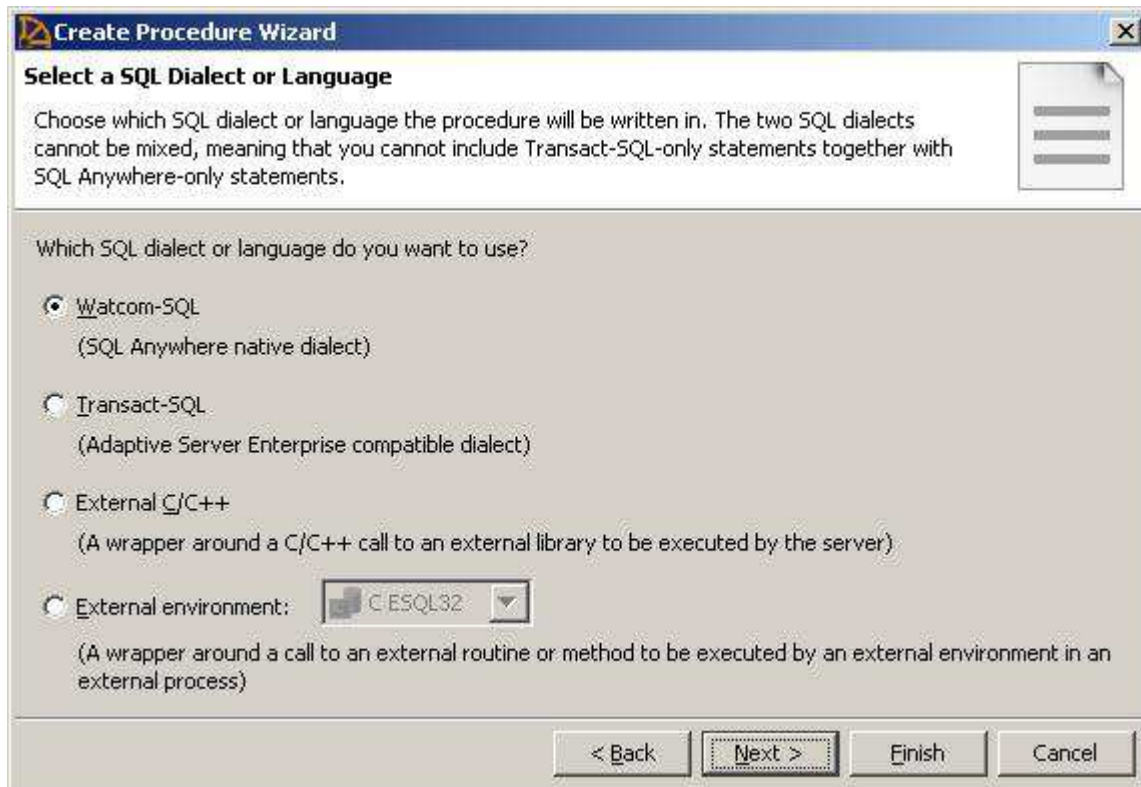 Create Procedure Wizard
Select a SQL Dialect or Language
Choose which SQL dialect or language the procedure will be written in. The two SQL dialects
cannot be mixed, meaning that you cannot include Transact-SQL-only statements together with
SQL Anywhere-only statements.
Which SQL dialect or language do you want to use?
Watcom-SQL
(SQL Anywhere native dialect)
Transact-SQL
(Adaptive Server Enterprise compatible dialect)
External C/C++
(A wrapper around a C/C++ call to an external library to be executed by the server)
External environment: C ESQL32
(A wrapper around a call to an external routine or method to be executed by an external environment in an
external process)
< Back Next > Finish Cancel